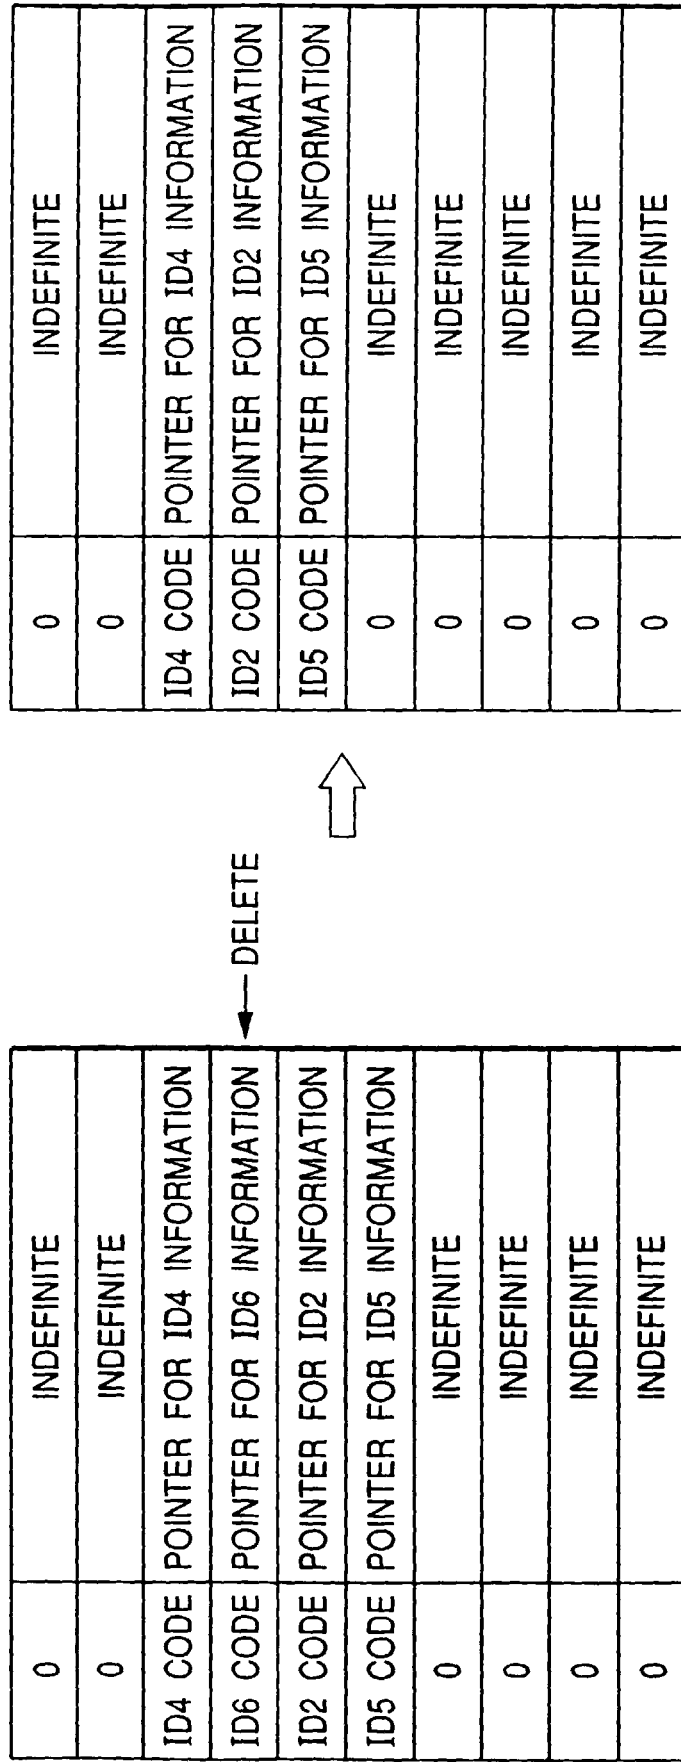 0 INDEFINITE
0 INDEFINITE
ID4 CODE POINTER FOR ID4 INFORMATION
ID6 CODE POINTER FOR ID6 INFORMATION
ID2 CODE POINTER FOR ID2 INFORMATION
ID5 CODE POINTER FOR ID5 INFORMATION
0 INDEFINITE
0 INDEFINITE
0 INDEFINITE
0 INDEFINITE
DELETE
0 INDEFINITE
0 INDEFINITE
ID4 CODE POINTER FOR ID4 INFORMATION
ID2 CODE POINTER FOR ID2 INFORMATION
ID5 CODE POINTER FOR ID5 INFORMATION
0 INDEFINITE
0 INDEFINITE
0 INDEFINITE
0 INDEFINITE
0 INDEFINITE